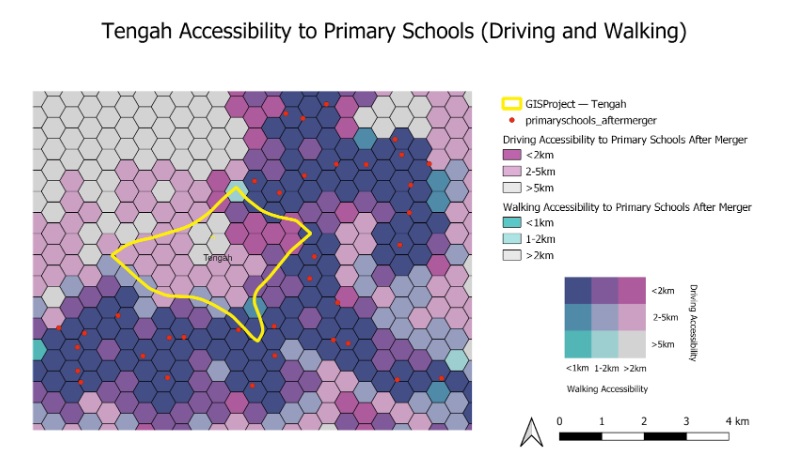 Tengah Accessibility to Primary Schools (Driving and Walking)
GISProject — Tengah
primaryschools_aftermerger
Driving Accessibility to Primary Schools After Merger
<2km
2-5km
>5km
Walking Accessibility to Primary Schools After Merger
<1km
1-2km
>2km
Tengah
<2km
2-5km
>5km
Driving Accessibility
<1km 1-2km >2km
Walking Accessibility
0 1 2 3 4 km